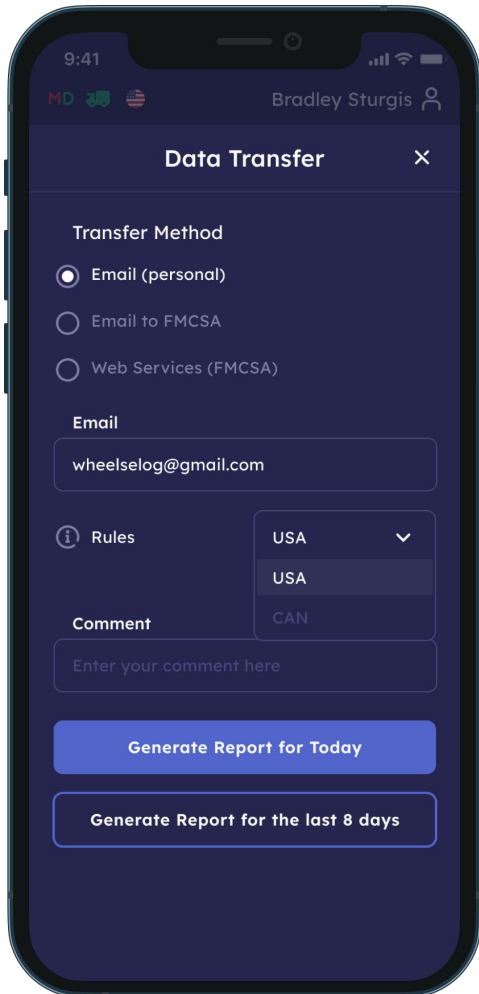 9:41
MD Bradley Sturgis
Data Transfer
Transfer Method
Email (personal)
Email to FMCSA
Web Services (FMCSA)
Email
wheelselog@gmail.com
Rules USA
USA
CAN
Comment
Enter your comment here
Generate Report for Today
Generate Report for the last 8 days